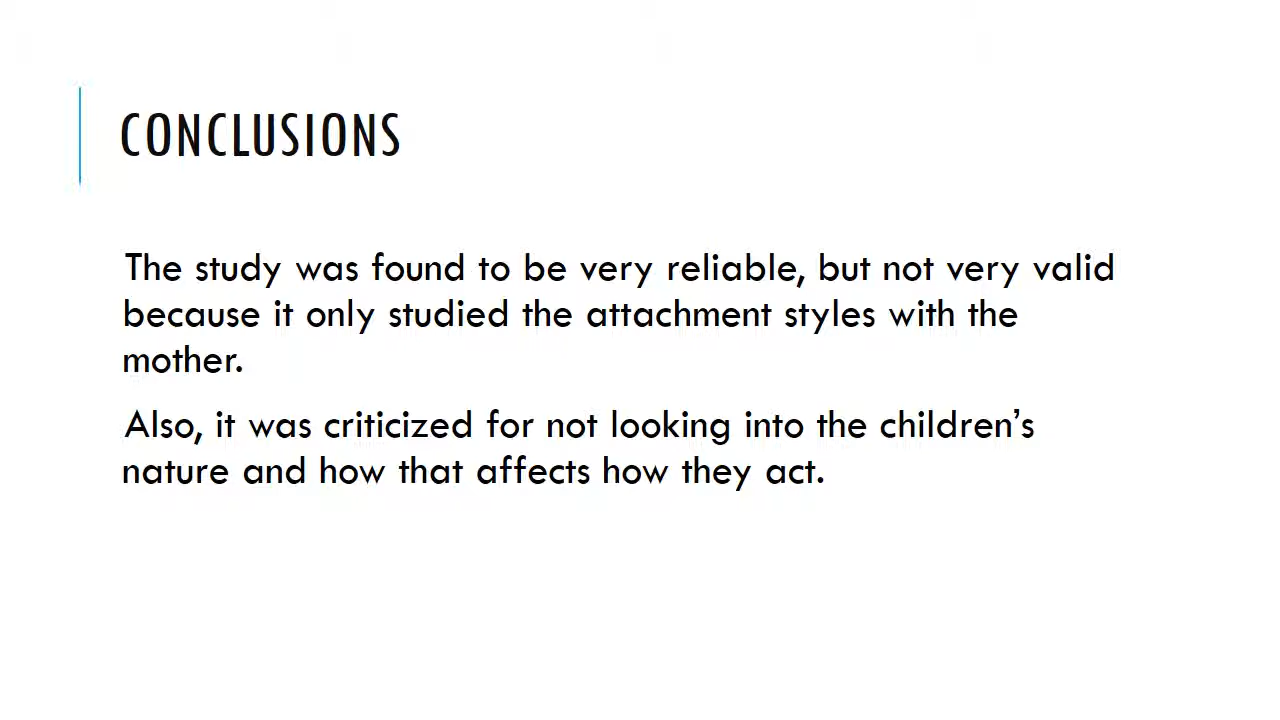 CONCLUSIONS
The study was found to be very reliable, but not very valid
because it only studied the attachment styles with the
mother.
Also, it was criticized for not looking into the children’s
nature and how that affects how they act.